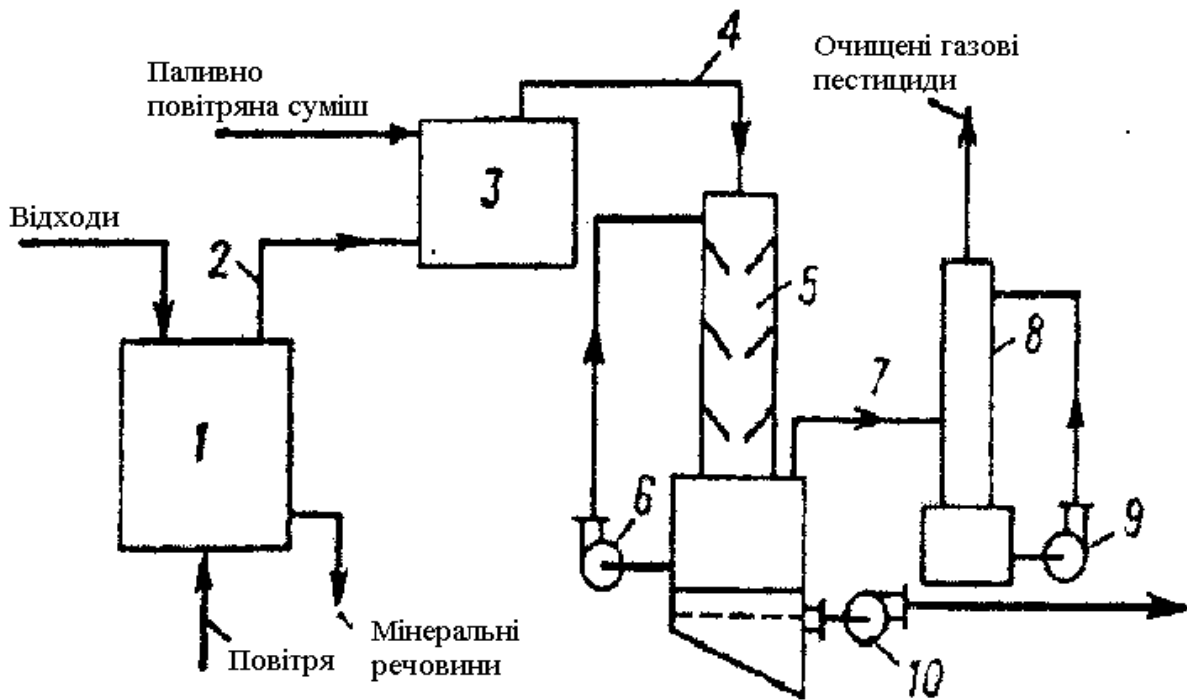 4
Очищені газові
пестициди
Паливно
повітряна суміш
3
Відходи
2
5
8
7
1
6
9
Мінеральні
речовини
Повітря
10